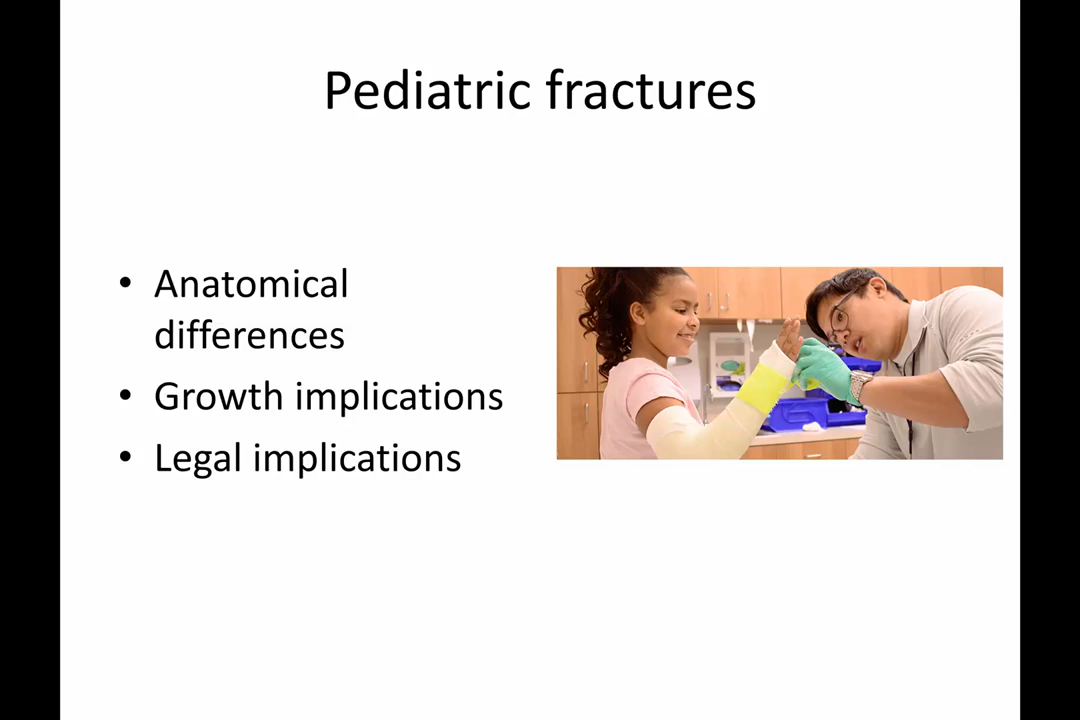 Pediatric fractures
• Anatomical
differences
• Growth implications
• Legal implications